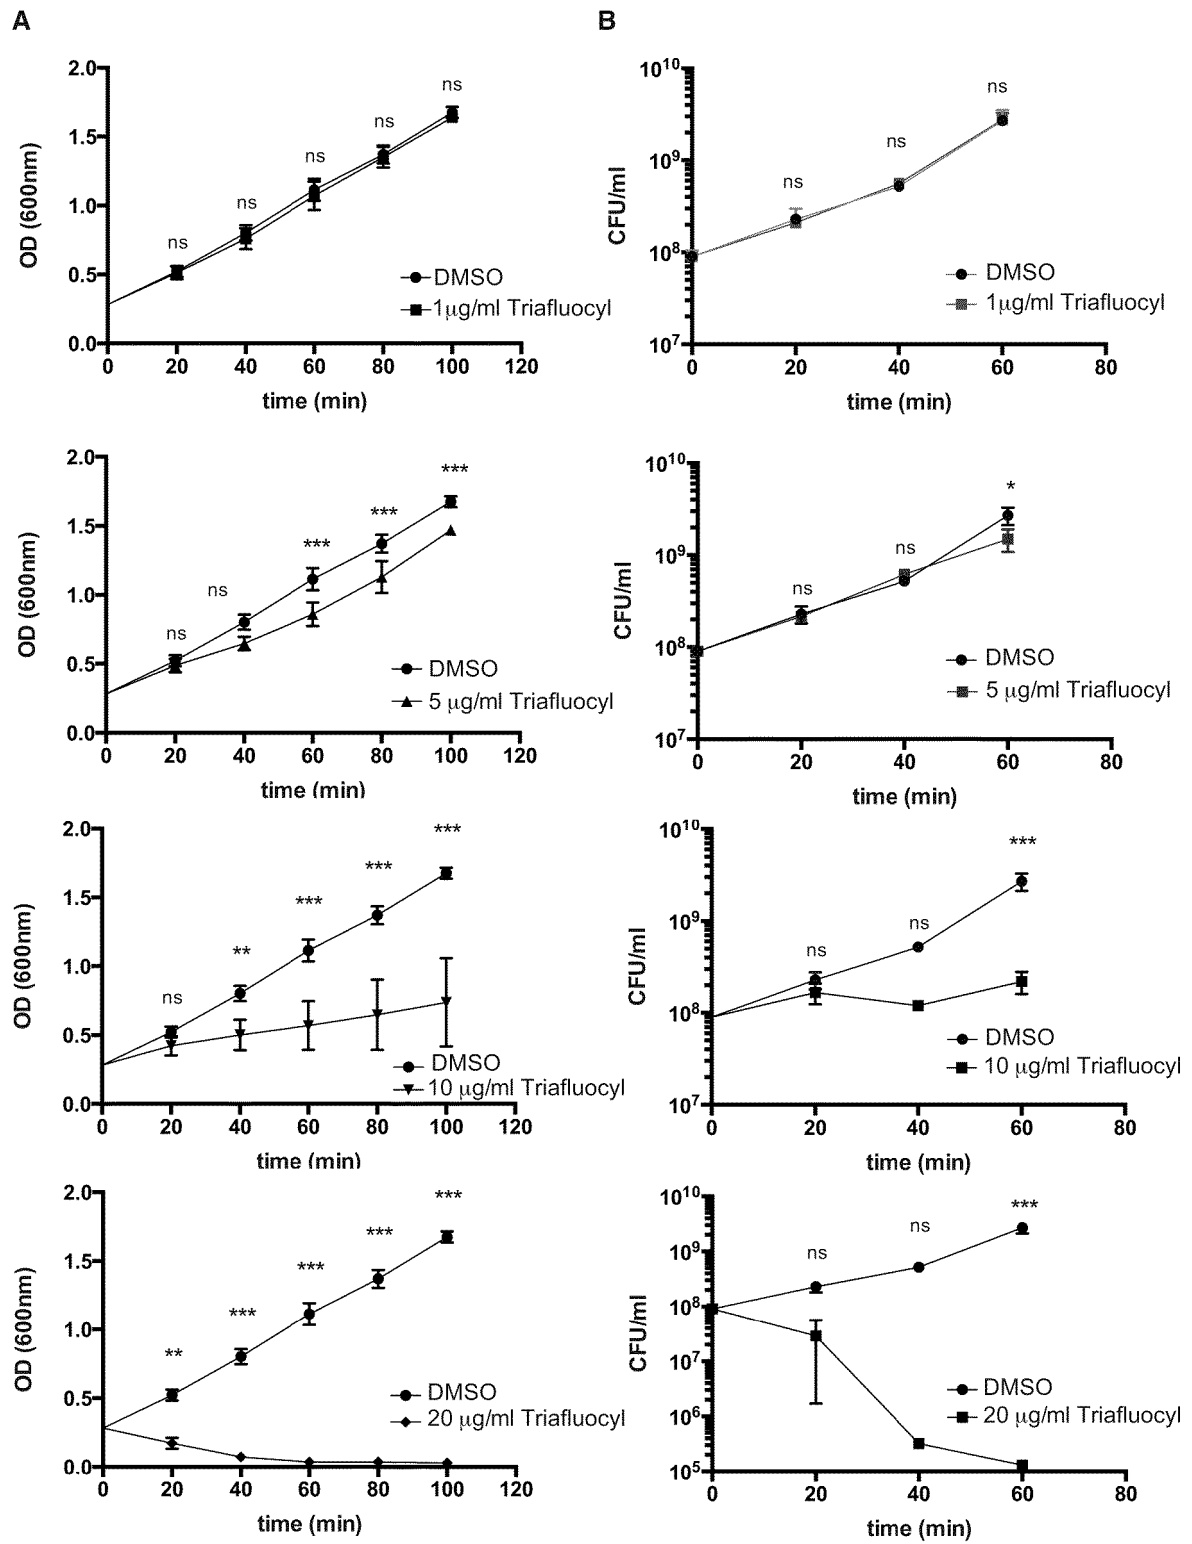 A
2.0
1.5
1.0
0.5
0.0
OD (600nm)
ns
ns
ns
ns
ns
DMSO
1µg/ml Triafluocyl
0 20 40 60 80 100 120
time (min)
B
10^10
10^9
10^8
10^7
CFU/ml
ns
ns
ns
DMSO
1µg/ml Triafluocyl
0 20 40 60 80
time (min)
2.0
1.5
1.0
0.5
0.0
OD (600nm)
ns
ns
***
***
***
DMSO
5 µg/ml Triafluocyl
0 20 40 60 80 100 120
time (min)
10^10
10^9
10^8
10^7
CFU/ml
ns
ns
*
DMSO
5 µg/ml Triafluocyl
0 20 40 60 80
time (min)
2.0
1.5
1.0
0.5
0.0
OD (600nm)
ns
**
***
***
***
DMSO
10 µg/ml Triafluocyl
0 20 40 60 80 100 120
time (min)
10^10
10^9
10^8
10^7
CFU/ml
ns
ns
***
DMSO
10 µg/ml Triafluocyl
0 20 40 60 80
time (min)
2.0
1.5
1.0
0.5
0.0
OD (600nm)
**
***
***
***
***
DMSO
20 µg/ml Triafluocyl
0 20 40 60 80 100 120
time (min)
10^10
10^9
10^8
10^7
10^6
10^5
CFU/ml
ns
ns
***
DMSO
20 µg/ml Triafluocyl
0 20 40 60 80
time (min)